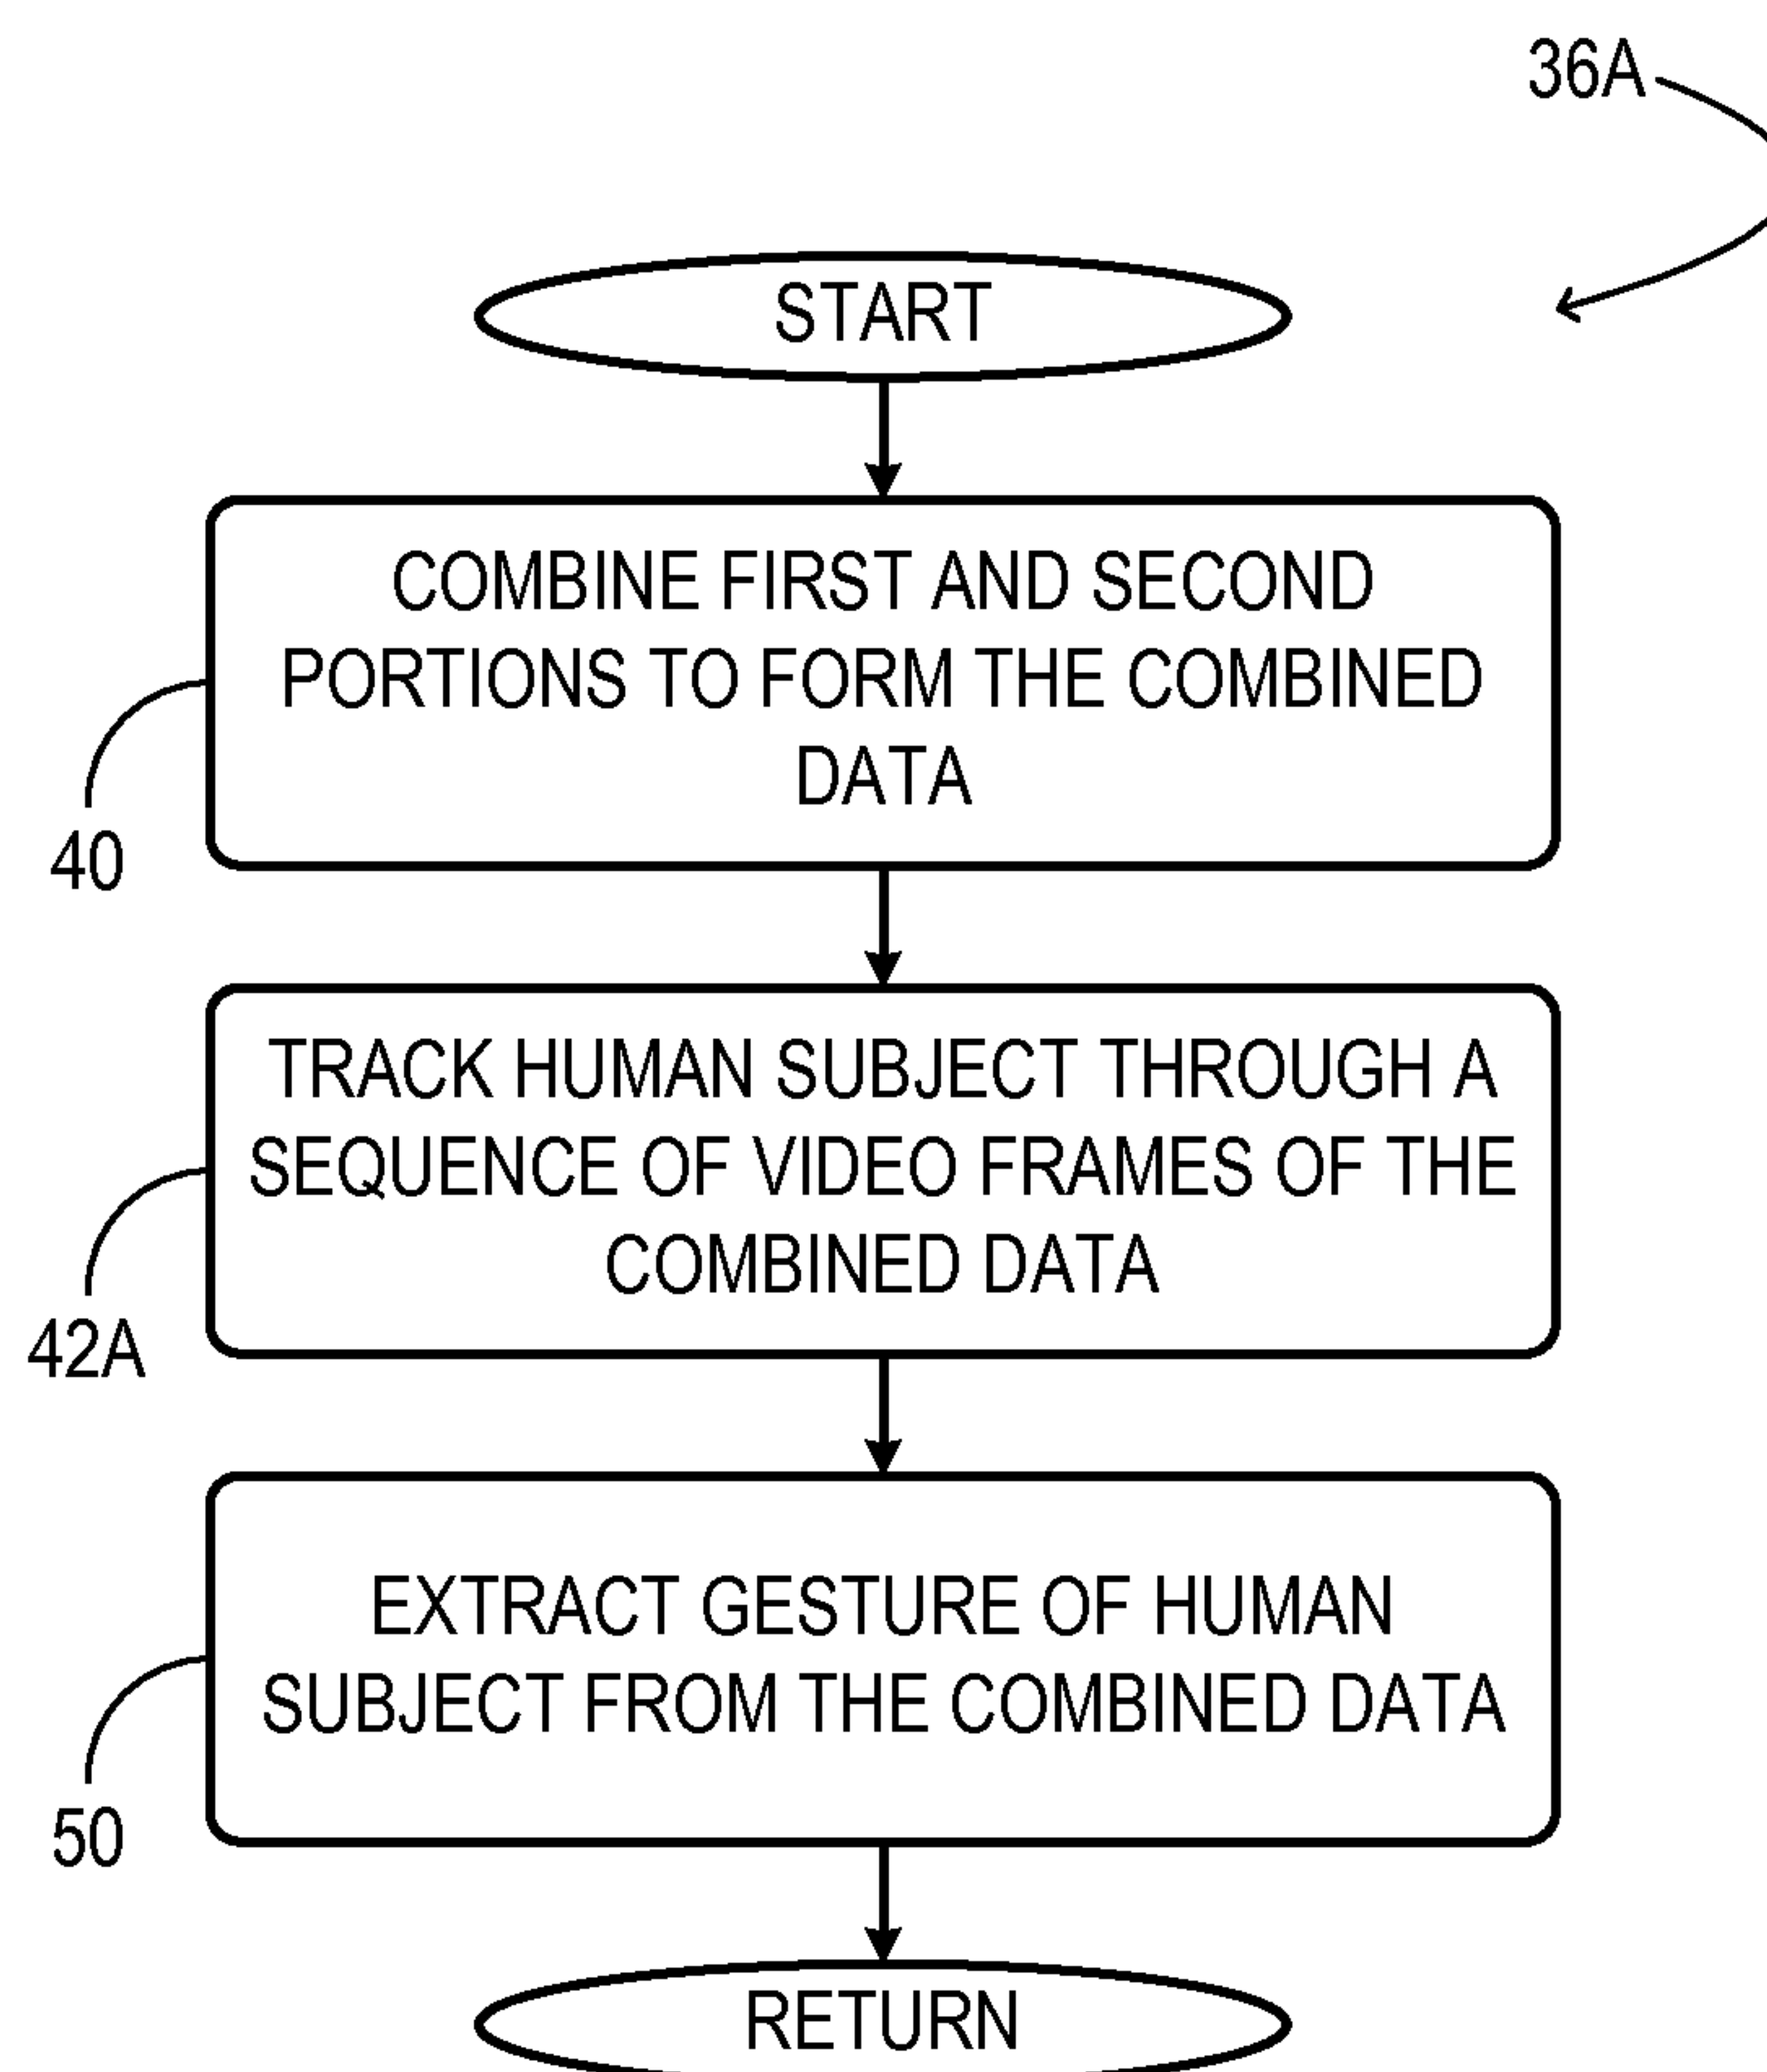 36A
START
COMBINE FIRST AND SECOND
PORTIONS TO FORM THE COMBINED
DATA
40
TRACK HUMAN SUBJECT THROUGH A
SEQUENCE OF VIDEO FRAMES OF THE
COMBINED DATA
42A
EXTRACT GESTURE OF HUMAN
SUBJECT FROM THE COMBINED DATA
50
RETURN